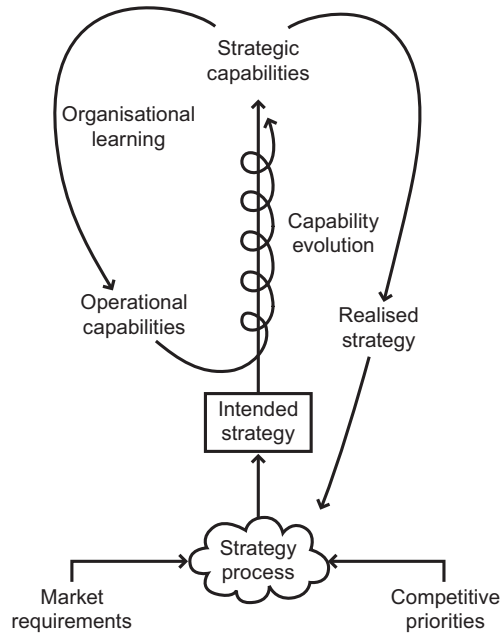 Strategic
capabilities
Organisational
learning
Capability
evolution
Operational
capabilities
Realised
strategy
Intended
strategy
Strategy
process
Market
requirements
Competitive
priorities